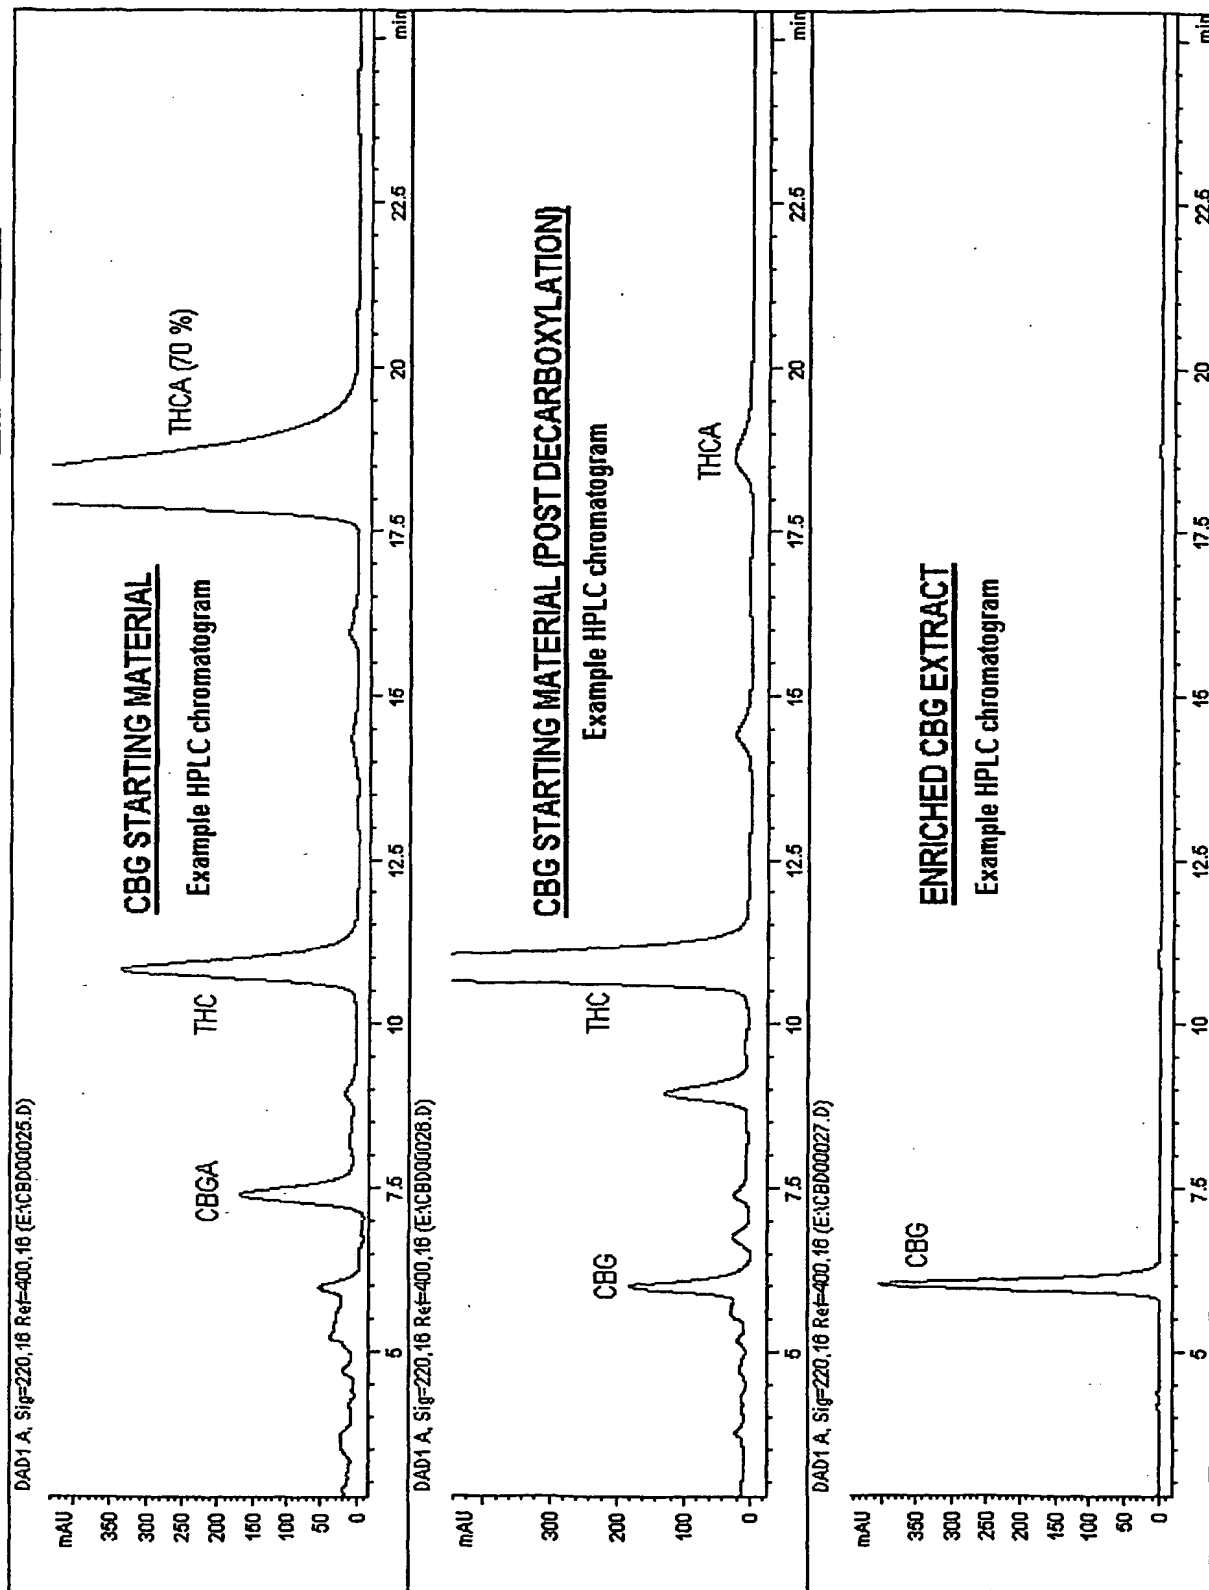 DAD1 A, Sig=220,16 Ref=400,16 (E:\CBD00025.D)
mAU
350
300
250
200
150
100
50
0
CBG STARTING MATERIAL
Example HPLC chromatogram
CBGA
THC
THCA (70 %)
5
7.5
10
12.5
15
17.5
20
22.5
min
DAD1 A, Sig=220,16 Ref=400,16 (E:\CBD00026.D)
mAU
300
200
100
0
CBG STARTING MATERIAL (POST DECARBOXYLATION)
Example HPLC chromatogram
CBG
THC
THCA
5
7.5
10
12.5
15
17.5
20
22.5
min
DAD1 A, Sig=220,16 Ref=400,16 (E:\CBD00027.D)
mAU
350
300
250
200
150
100
50
0
ENRICHED CBG EXTRACT
Example HPLC chromatogram
CBG
5
7.5
10
12.5
15
17.5
20
22.5
min